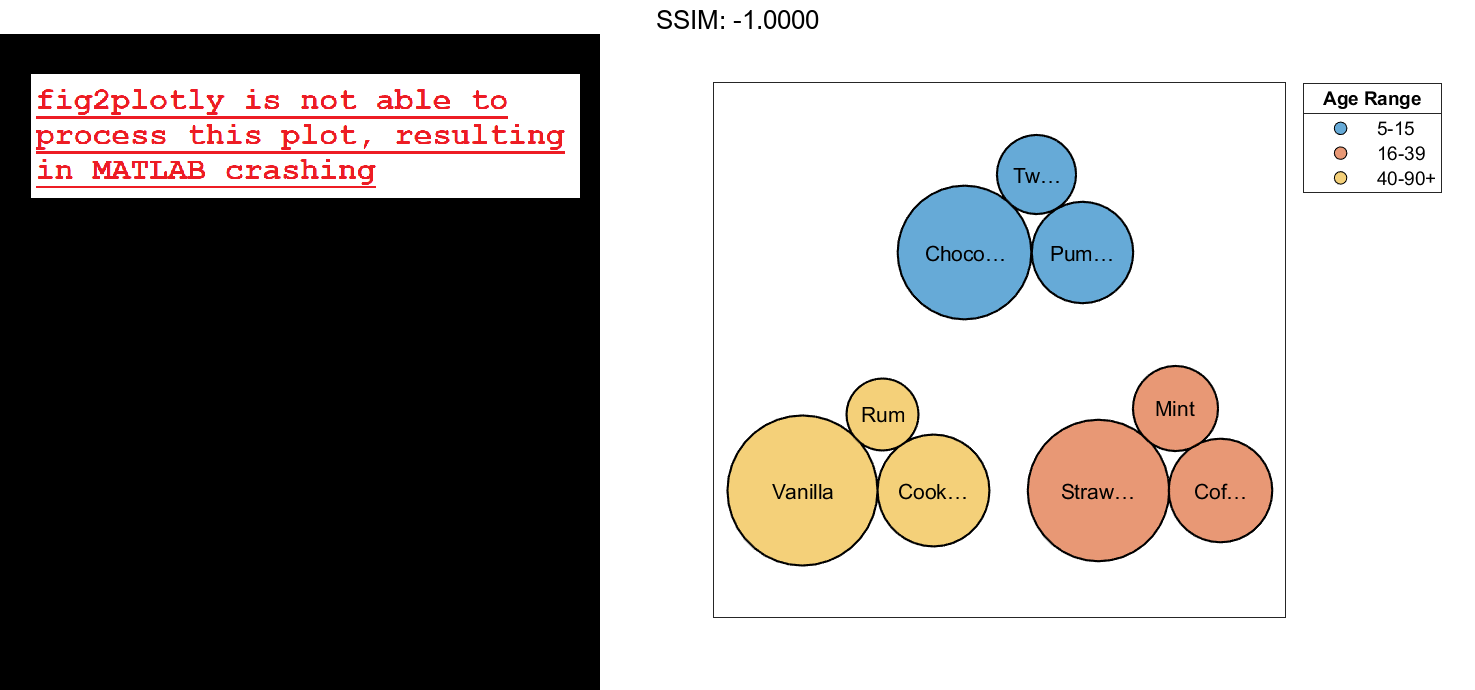 SSIM: -1.0000
fig2plotly is not able to
process this plot, resulting
in MATLAB crashing
Age Range
5-15
16-39
40-90+
Tw…
Choco…
Pum…
Rum
Vanilla
Cook…
Mint
Straw…
Cof…